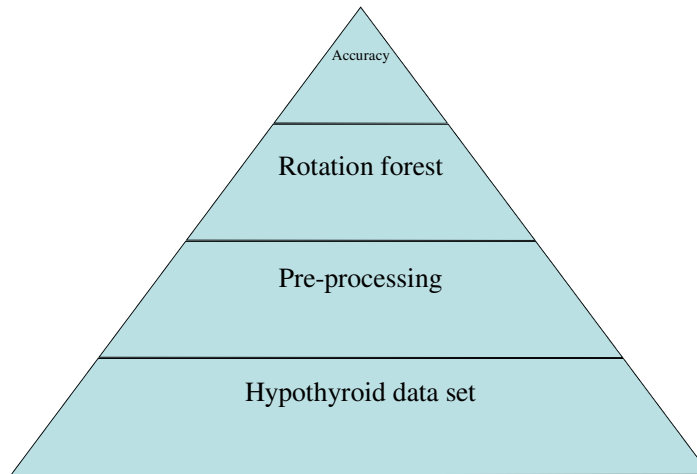 Accuracy
Rotation forest
Pre-processing
Hypothyroid data set